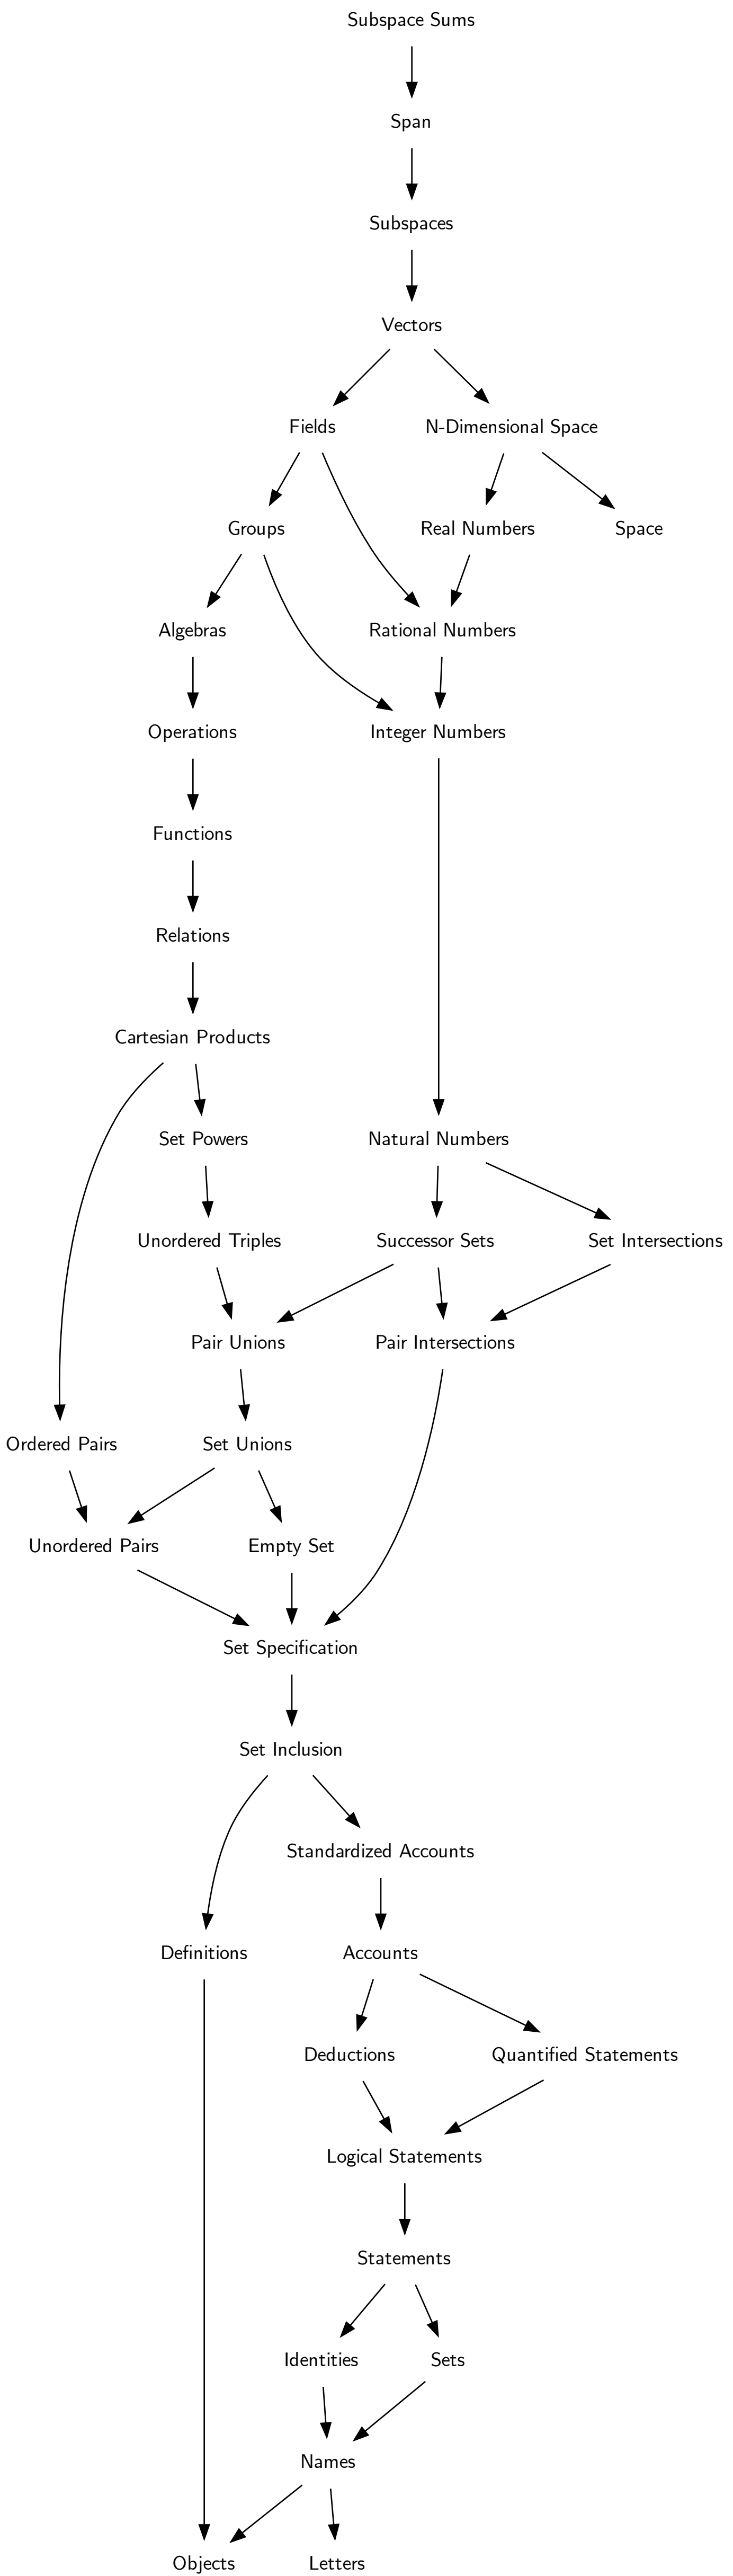 Subspace Sums
Span
Subspaces
Vectors
Fields
N-Dimensional Space
Groups
Real Numbers
Space
Algebras
Rational Numbers
Operations
Integer Numbers
Functions
Relations
Cartesian Products
Set Powers
Natural Numbers
Unordered Triples
Successor Sets
Set Intersections
Pair Unions
Pair Intersections
Ordered Pairs
Set Unions
Unordered Pairs
Empty Set
Set Specification
Set Inclusion
Standardized Accounts
Definitions
Accounts
Deductions
Quantified Statements
Logical Statements
Statements
Identities
Sets
Names
Objects
Letters